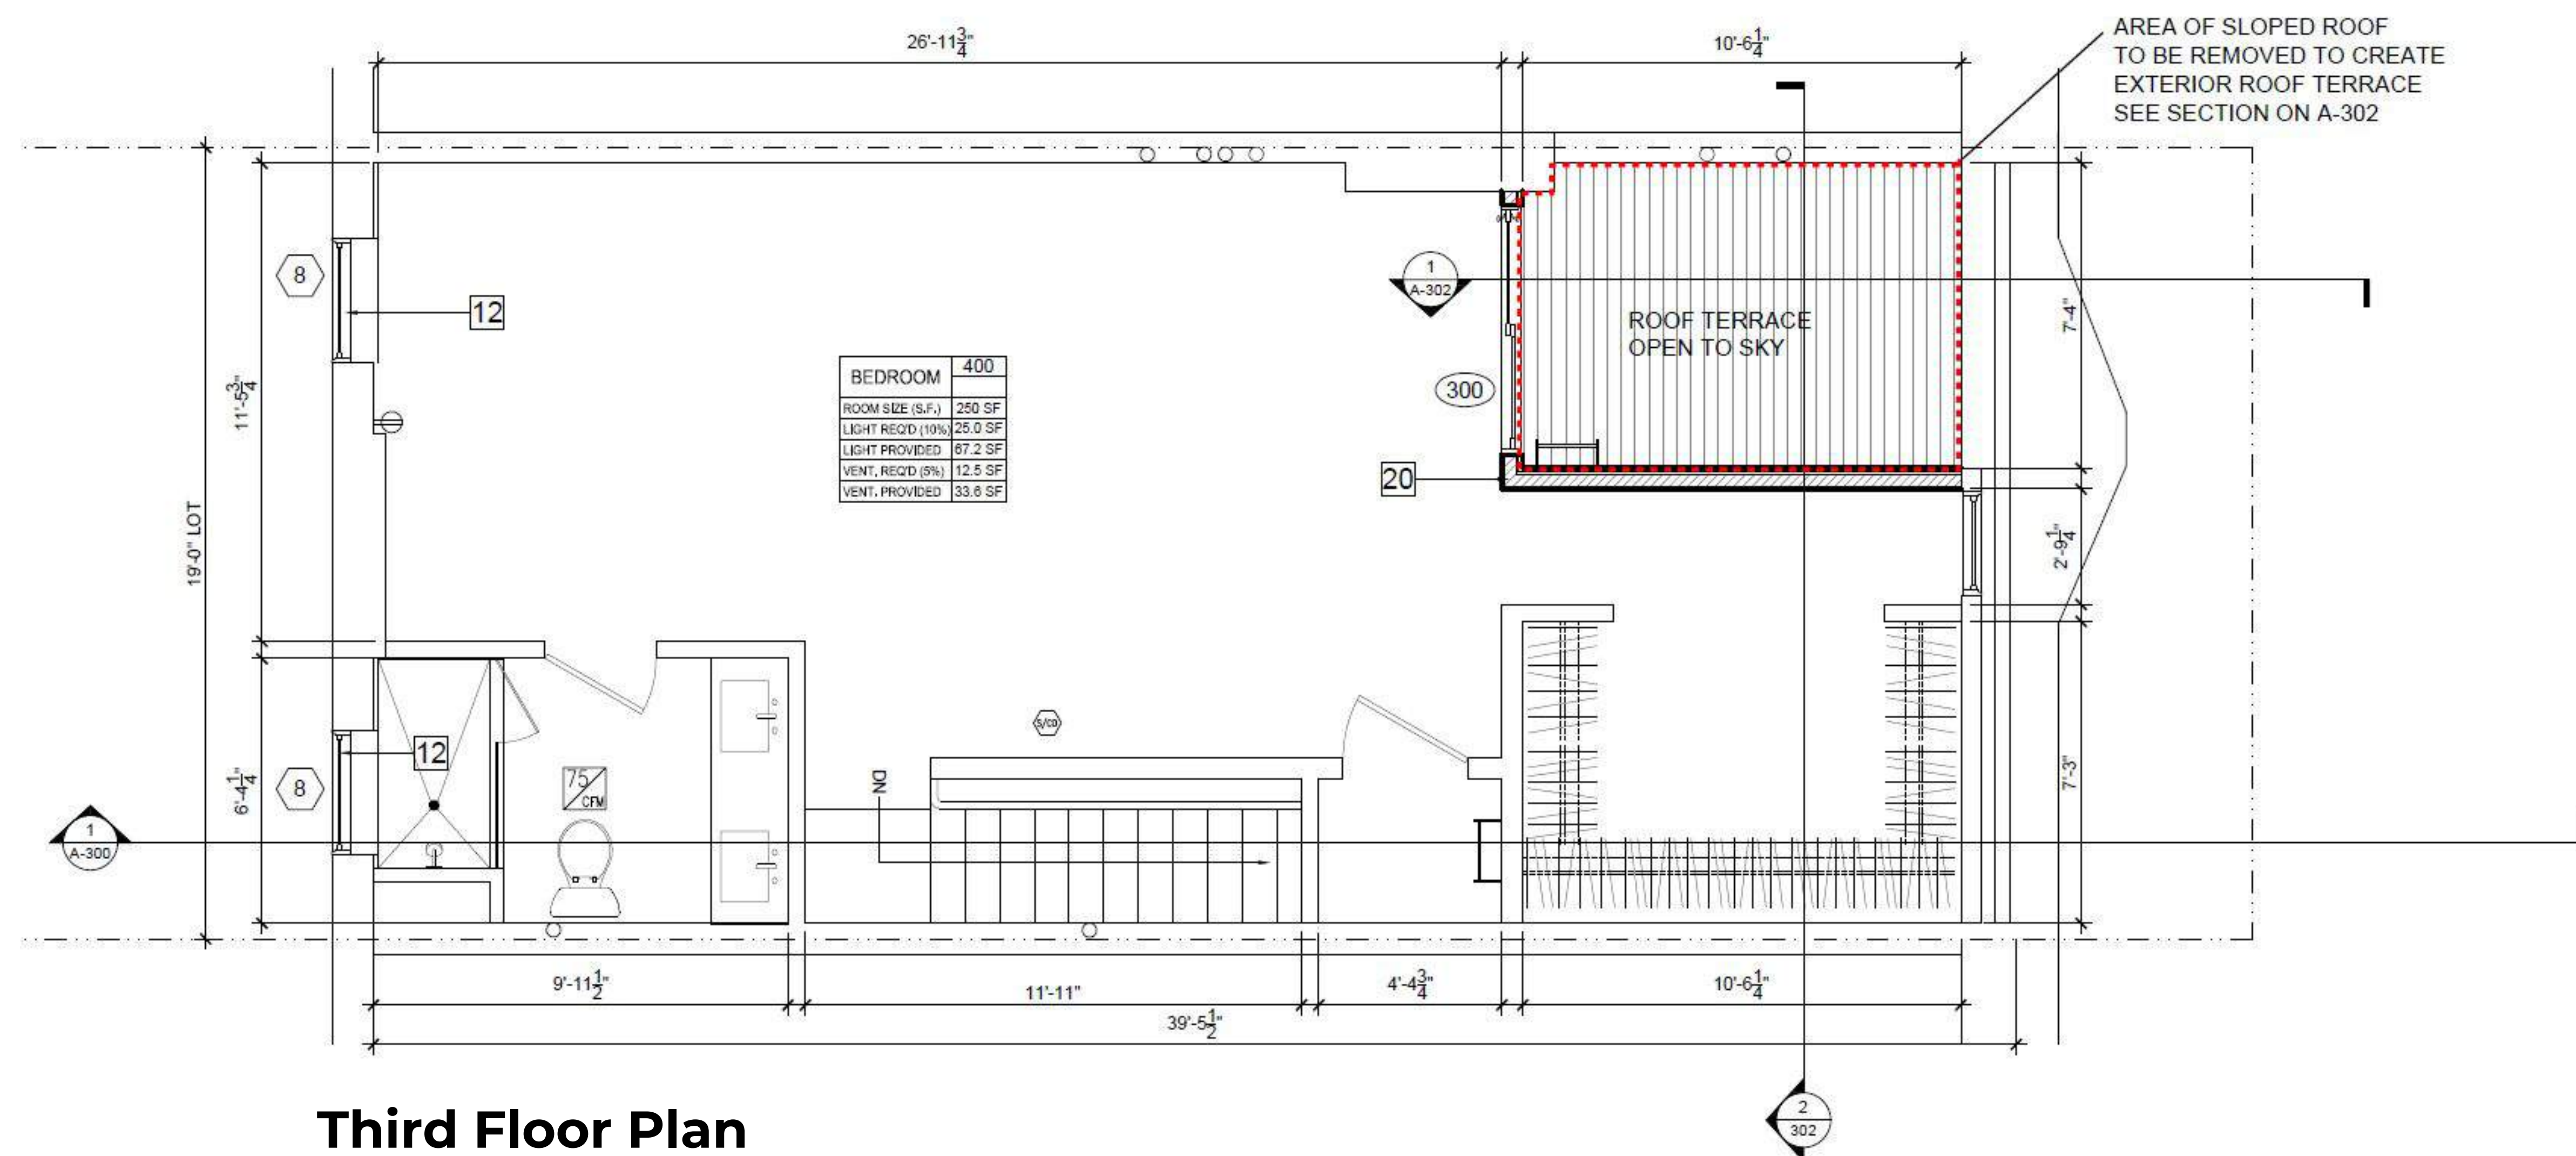 26'-11 3/4"
10'-6 1/4"
AREA OF SLOPED ROOF
TO BE REMOVED TO CREATE
EXTERIOR ROOF TERRACE
SEE SECTION ON A-302
8
12
1
A-302
ROOF TERRACE
OPEN TO SKY
7'-4"
BEDROOM 400
ROOM SIZE (S.F.) 250 SF
LIGHT REQ'D (10%) 25.0 SF
LIGHT PROVIDED 67.2 SF
VENT. REQ'D (5%) 12.5 SF
VENT. PROVIDED 33.6 SF
300
11'-5 3/4"
20
19'-0" LOT
2'-9 1/4"
S/CO
12
8
75
CFM
DN
6'-4 1/4"
7'-3"
1
A-300
9'-11 1/2"
11'-11"
4'-4 3/4"
10'-6 1/4"
39'-5 1/2"
Third Floor Plan
2
302